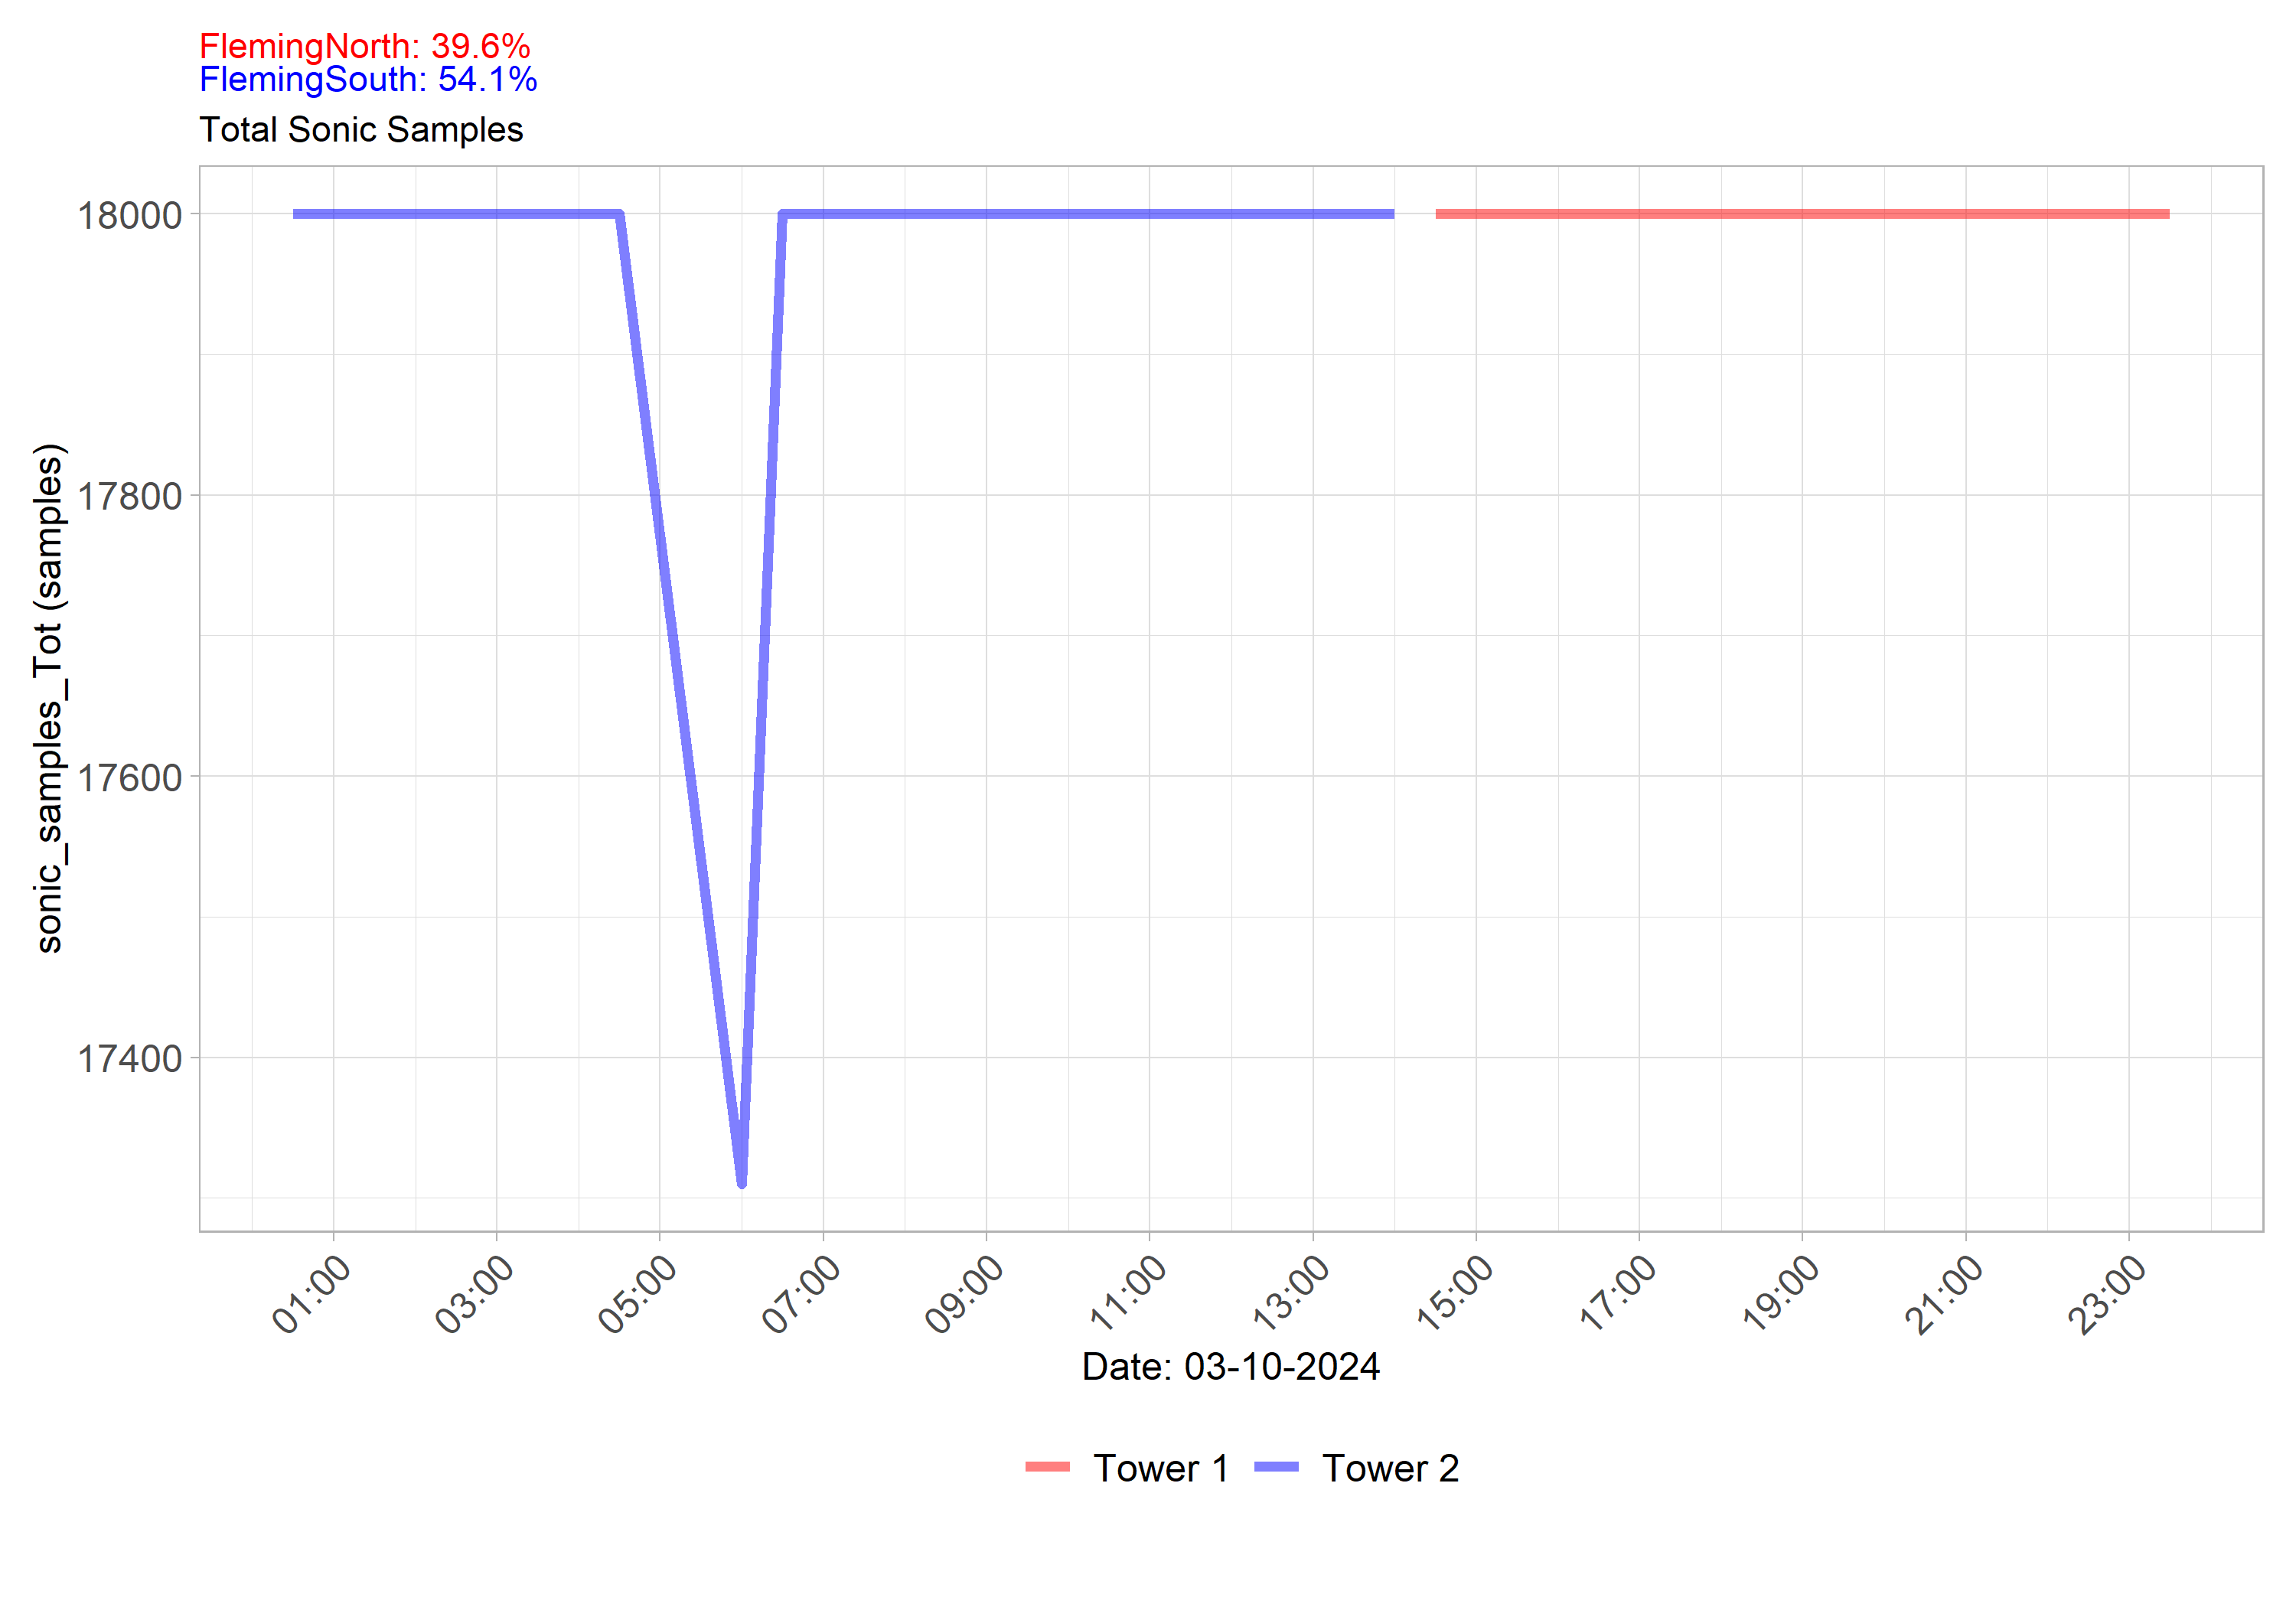 FlemingNorth: 39.6%
FlemingSouth: 54.1%
Total Sonic Samples
sonic_samples_Tot (samples)
18000
17800
17600
17400
01:00
03:00
05:00
07:00
09:00
11:00
13:00
15:00
17:00
19:00
21:00
23:00
Date: 03-10-2024
Tower 1
Tower 2